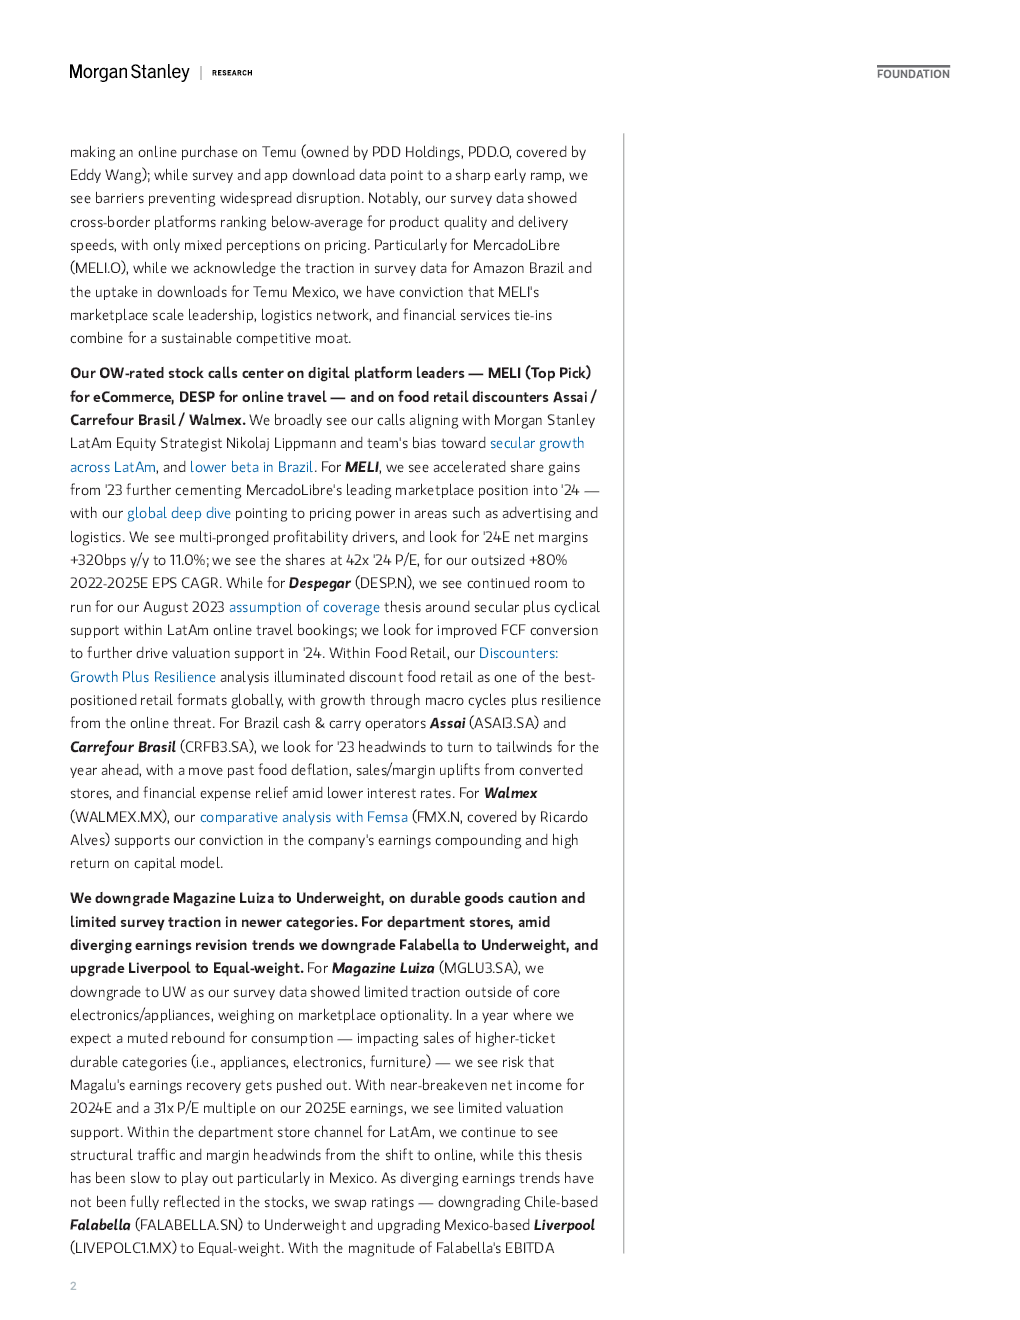 Morgan Stanley | RESEARCH
FOUNDATION
making an online purchase on Temu (owned by PDD Holdings, PDD.O, covered by
Eddy Wang); while survey and app download data point to a sharp early ramp, we
see barriers preventing widespread disruption. Notably, our survey data showed
cross-border platforms ranking below-average for product quality and delivery
speeds, with only mixed perceptions on pricing. Particularly for MercadoLibre
(MELI.O), while we acknowledge the traction in survey data for Amazon Brazil and
the uptake in downloads for Temu Mexico, we have conviction that MELI's
marketplace scale leadership, logistics network, and financial services tie-ins
combine for a sustainable competitive moat.
Our OW-rated stock calls center on digital platform leaders — MELI (Top Pick)
for eCommerce, DESP for online travel — and on food retail discounters Assai /
Carrefour Brasil / Walmex. We broadly see our calls aligning with Morgan Stanley
LatAm Equity Strategist Nikolaj Lippmann and team's bias toward secular growth
across LatAm, and lower beta in Brazil. For MELI, we see accelerated share gains
from '23 further cementing MercadoLibre's leading marketplace position into '24 —
with our global deep dive pointing to pricing power in areas such as advertising and
logistics. We see multi-pronged profitability drivers, and look for '24E net margins
+320bps y/y to 11.0%; we see the shares at 42x '24 P/E, for our outsized +80%
2022-2025E EPS CAGR. While for Despegar (DESP.N), we see continued room to
run for our August 2023 assumption of coverage thesis around secular plus cyclical
support within LatAm online travel bookings; we look for improved FCF conversion
to further drive valuation support in '24. Within Food Retail, our Discounters:
Growth Plus Resilience analysis illuminated discount food retail as one of the best-
positioned retail formats globally, with growth through macro cycles plus resilience
from the online threat. For Brazil cash & carry operators Assai (ASAI3.SA) and
Carrefour Brasil (CRFB3.SA), we look for '23 headwinds to turn to tailwinds for the
year ahead, with a move past food deflation, sales/margin uplifts from converted
stores, and financial expense relief amid lower interest rates. For Walmex
(WALMEX.MX), our comparative analysis with Femsa (FMX.N, covered by Ricardo
Alves) supports our conviction in the company's earnings compounding and high
return on capital model.
We downgrade Magazine Luiza to Underweight, on durable goods caution and
limited survey traction in newer categories. For department stores, amid
diverging earnings revision trends we downgrade Falabella to Underweight, and
upgrade Liverpool to Equal-weight. For Magazine Luiza (MGLU3.SA), we
downgrade to UW as our survey data showed limited traction outside of core
electronics/appliances, weighing on marketplace optionality. In a year where we
expect a muted rebound for consumption — impacting sales of higher-ticket
durable categories (i.e., appliances, electronics, furniture) — we see risk that
Magalu's earnings recovery gets pushed out. With near-breakeven net income for
2024E and a 31x P/E multiple on our 2025E earnings, we see limited valuation
support. Within the department store channel for LatAm, we continue to see
structural traffic and margin headwinds from the shift to online, while this thesis
has been slow to play out particularly in Mexico. As diverging earnings trends have
not been fully reflected in the stocks, we swap ratings — downgrading Chile-based
Falabella (FALABELLA.SN) to Underweight and upgrading Mexico-based Liverpool
(LIVEPOLC1.MX) to Equal-weight. With the magnitude of Falabella's EBITDA
2